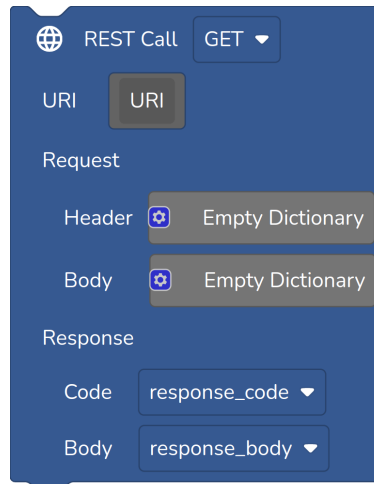 REST Call GET
URI URI
Request
Header Empty Dictionary
Body Empty Dictionary
Response
Code response_code
Body response_body